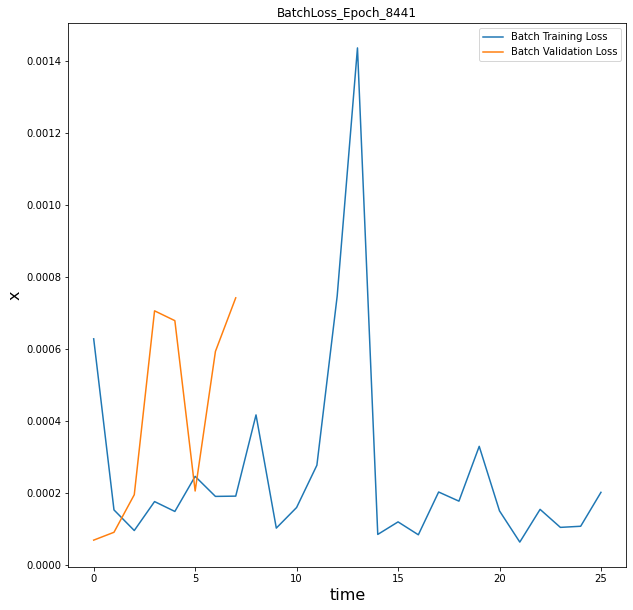 BatchLoss_Epoch_8441
Batch Training Loss
Batch Validation Loss
0.0014
0.0012
0.0010
0.0008
0.0006
0.0004
0.0002
0.0000
x
0
5
10
15
20
25
time